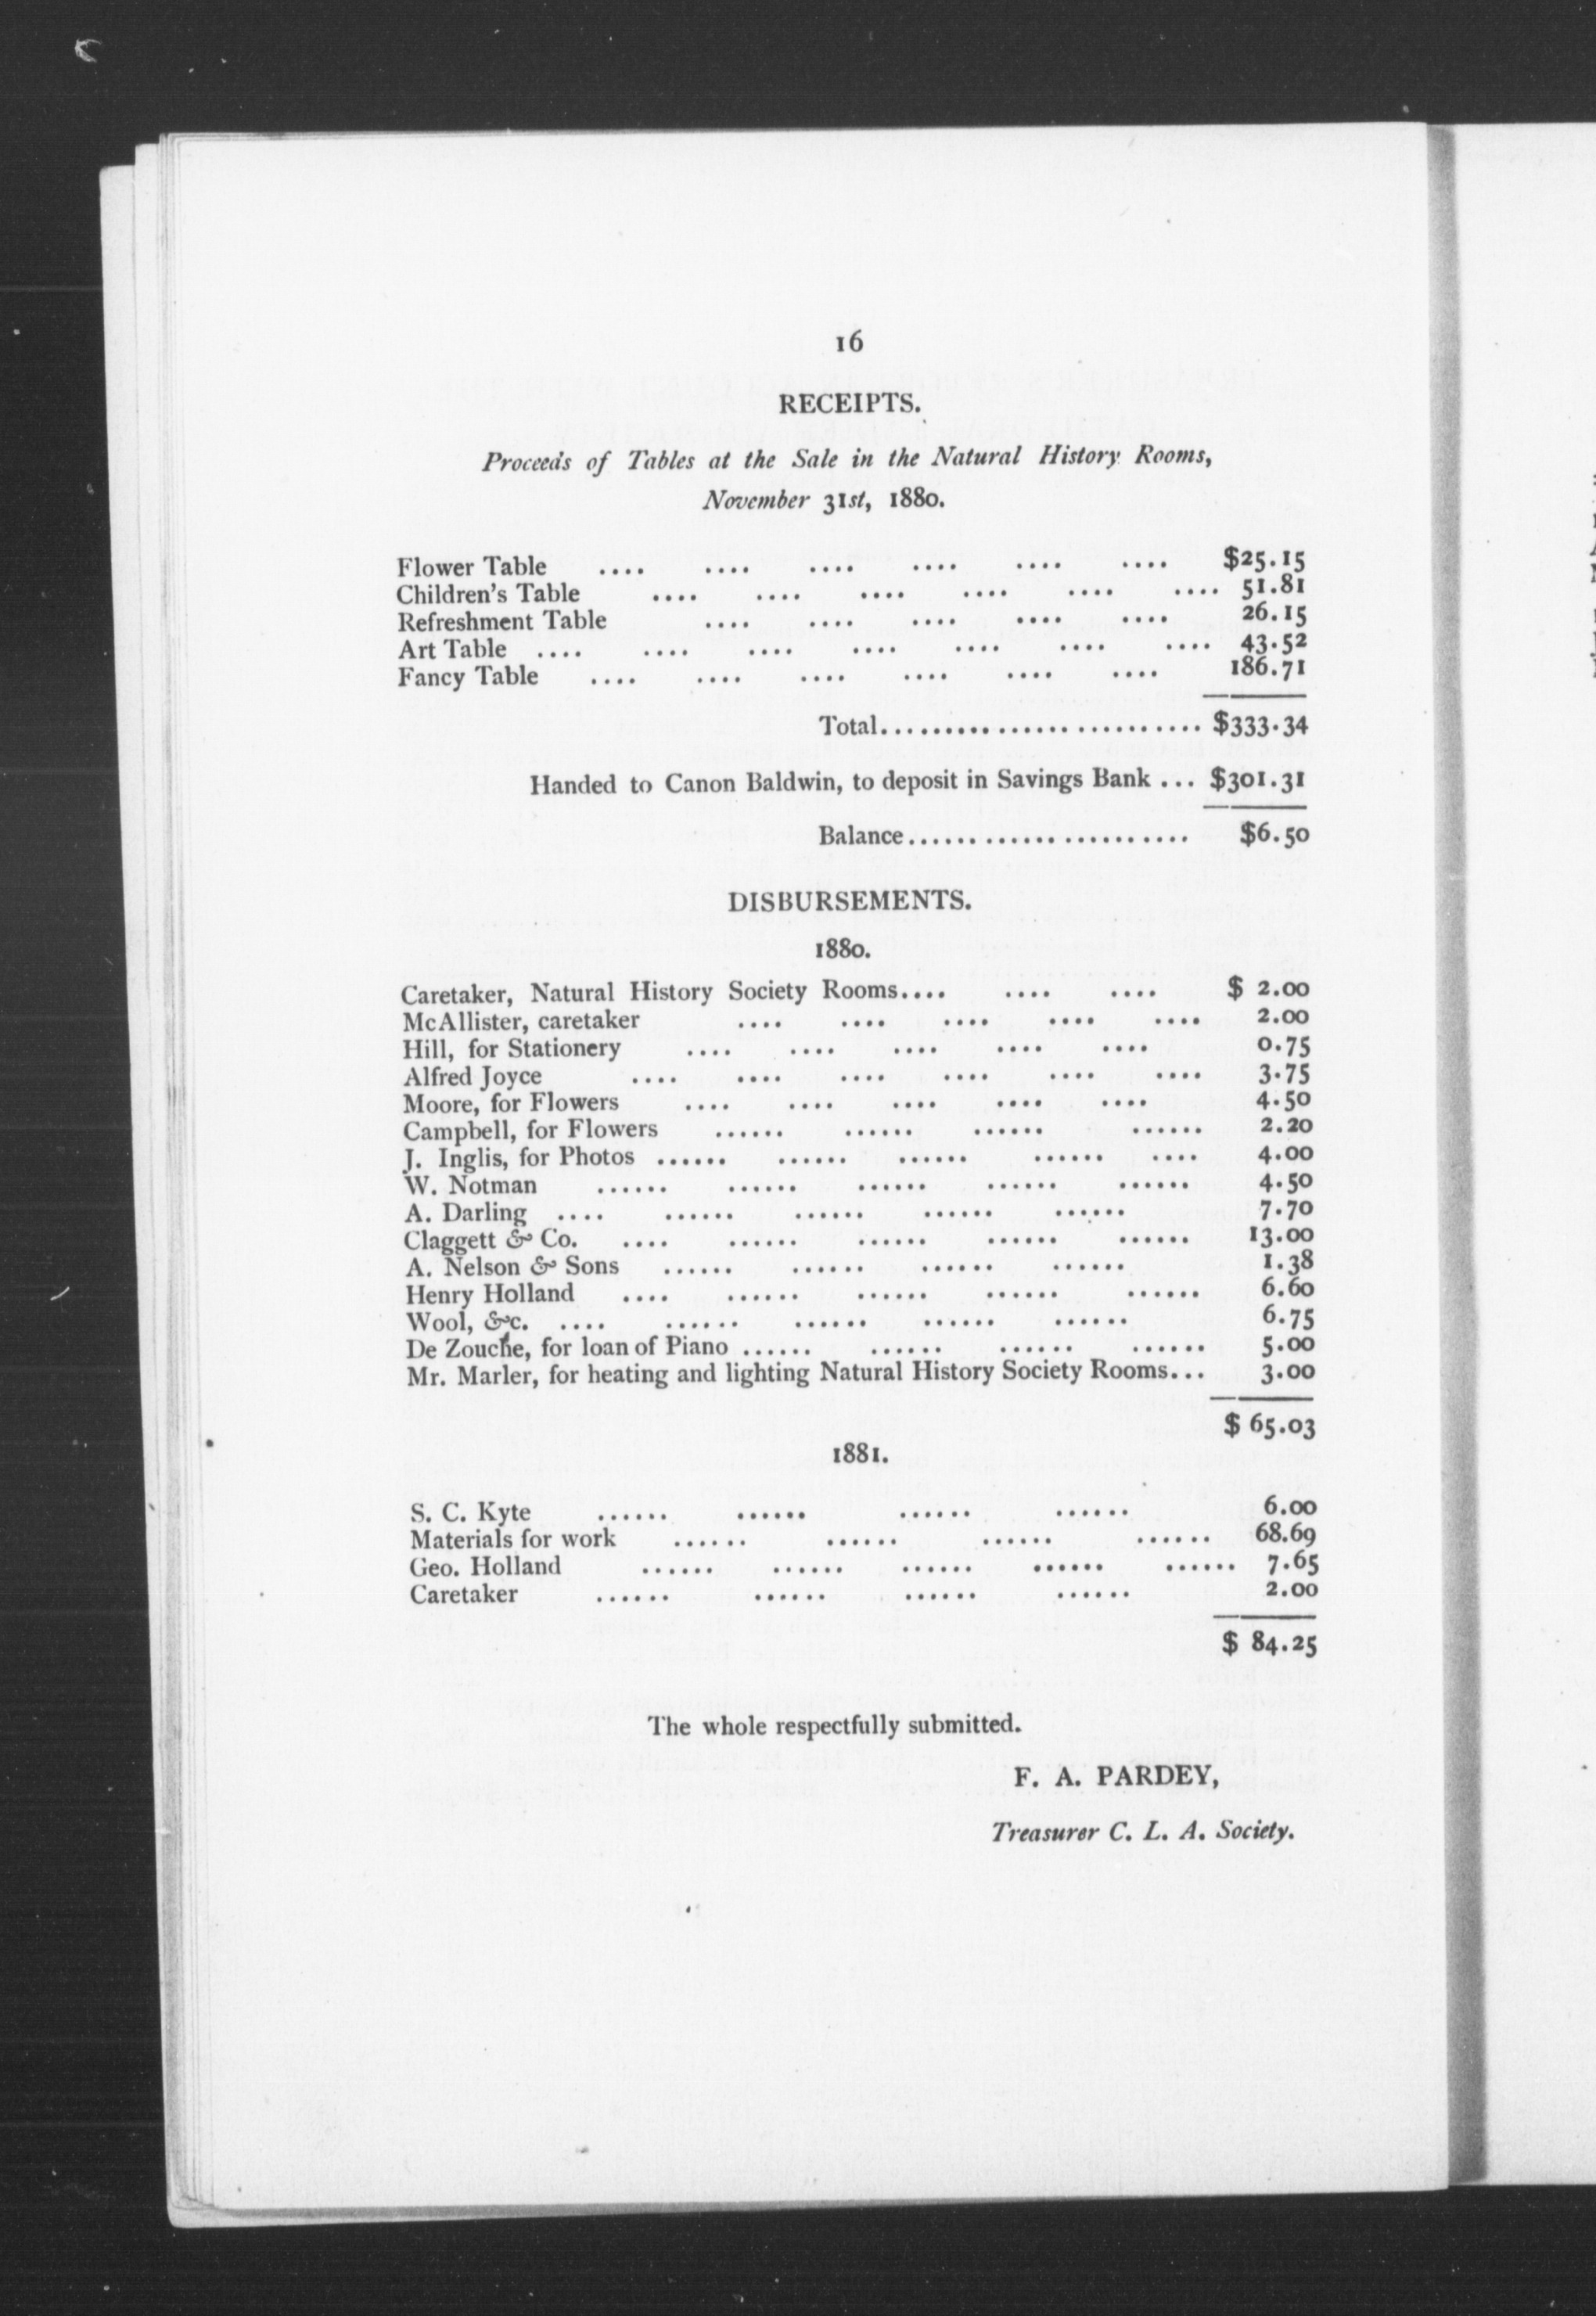 16
RECEIPTS.
Proceeds of Tables at the Sale in the Natural History Rooms,
November 31st, 1880.
Flower Table .... .... .... .... .... .... $25.15
Children's Table .... .... .... .... .... .... 51.81
Refreshment Table .... .... .... .... .... 26.15
Art Table .... .... .... .... .... .... .... 43.52
Fancy Table .... .... .... .... .... .... 186.71
Total......................... $333.34
Handed to Canon Baldwin, to deposit in Savings Bank ... $301.31
Balance...................... $6.50
DISBURSEMENTS.
1880.
Caretaker, Natural History Society Rooms.... .... .... $ 2.00
McAllister, caretaker .... .... .... .... .... 2.00
Hill, for Stationery .... .... .... .... .... 0.75
Alfred Joyce .... .... .... .... .... .... 3.75
Moore, for Flowers .... .... .... .... .... 4.50
Campbell, for Flowers ...... ...... ...... ...... 2.20
J. Inglis, for Photos ...... ...... ...... ...... .... 4.00
W. Notman ...... ...... ...... ...... ...... 4.50
A. Darling .... ...... ...... ...... ...... 7.70
Claggett & Co. .... ...... ...... ...... ...... 13.00
A. Nelson & Sons ...... ...... ...... ...... 1.38
Henry Holland .... ...... ...... ...... ...... 6.60
Wool, &c. .... ...... ...... ...... ...... 6.75
De Zouche, for loan of Piano ...... ...... ...... ...... 5.00
Mr. Marler, for heating and lighting Natural History Society Rooms... 3.00
$ 65.03
1881.
S. C. Kyte ...... ...... ...... ...... 6.00
Materials for work ...... ...... ...... ...... 68.69
Geo. Holland ...... ...... ...... ...... ...... 7.65
Caretaker ...... ...... ...... ...... 2.00
$ 84.25
The whole respectfully submitted.
F. A. PARDEY,
Treasurer C. L. A. Society.